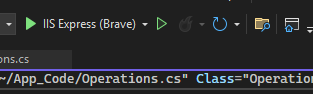 IIS Express (Brave)
ons.cs
~/App_Code/Operations.cs" Class="Operation